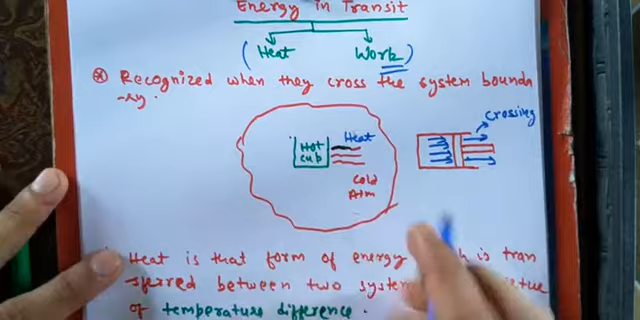 Energy in Transit
( Heat Work )
Recognized when they cross the system bounda
-ry.
crossing
Hot
cub
Heat
Cold
Atm
Heat is that form of energy is tran
sferred between two system
of temperature difference.